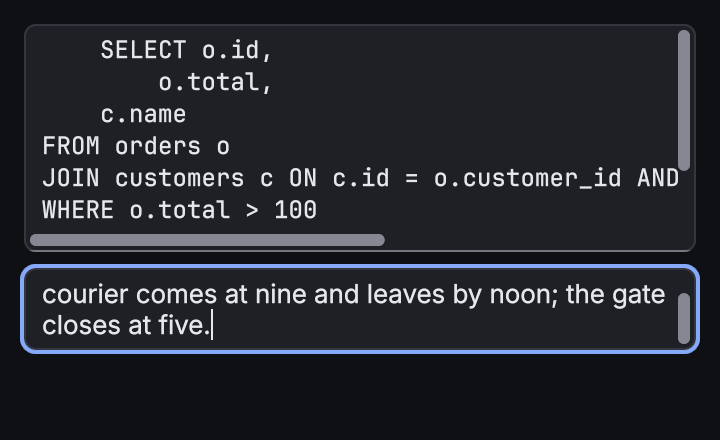 SELECT o.id,
        o.total,
    c.name
FROM orders o
JOIN customers c ON c.id = o.customer_id AND
WHERE o.total > 100
courier comes at nine and leaves by noon; the gate
closes at five.